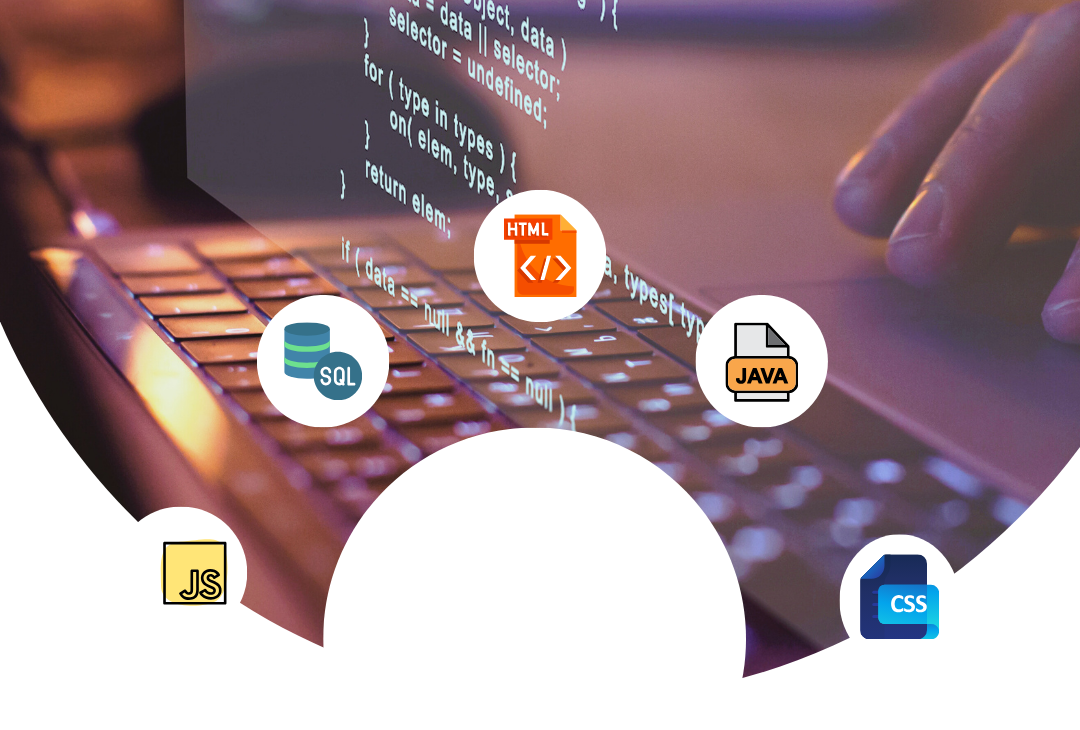 object, data )
= data || selector;
selector = undefined;
}
for ( type in types ) {
on( elem, type,
}
return elem;
}
if ( data == null && fn == null ) {
types[ typ
HTML
</>
SQL
JAVA
JS
CSS